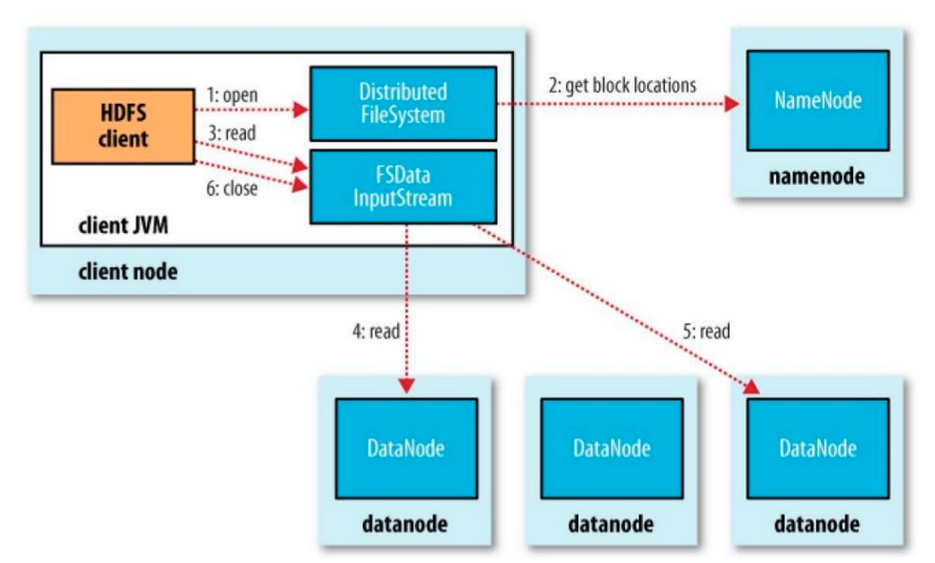 HDFS
client
1: open
3: read
6: close
Distributed
FileSystem
FSData
InputStream
client JVM
client node
2: get block locations
NameNode
namenode
4: read
5: read
DataNode
datanode
DataNode
datanode
DataNode
datanode